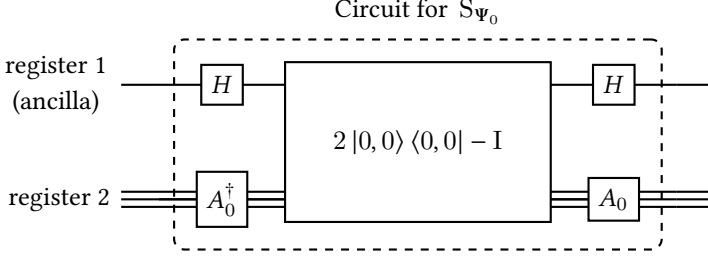 Circuit for S_Ψ₀
register 1
(ancilla)
H
H
2 |0, 0⟩ ⟨0, 0| − I
register 2
A₀†
A₀